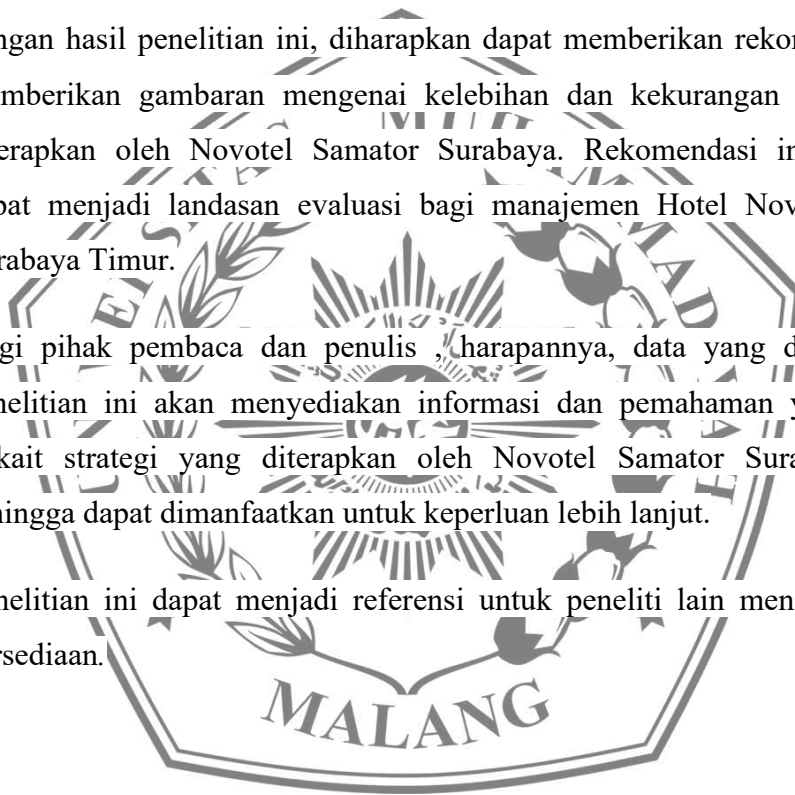 ngan hasil penelitian ini, diharapkan dapat memberikan rekor
mberikan gambaran mengenai kelebihan dan kekurangan
erapkan oleh Novotel Samator Surabaya. Rekomendasi in
pat menjadi landasan evaluasi bagi manajemen Hotel Nov
rabaya Timur.
gi pihak pembaca dan penulis , harapannya, data yang d
nelitian ini akan menyediakan informasi dan pemahaman y
kait strategi yang diterapkan oleh Novotel Samator Sura
hingga dapat dimanfaatkan untuk keperluan lebih lanjut.
nelitian ini dapat menjadi referensi untuk peneliti lain men
rsediaan.
MALANG